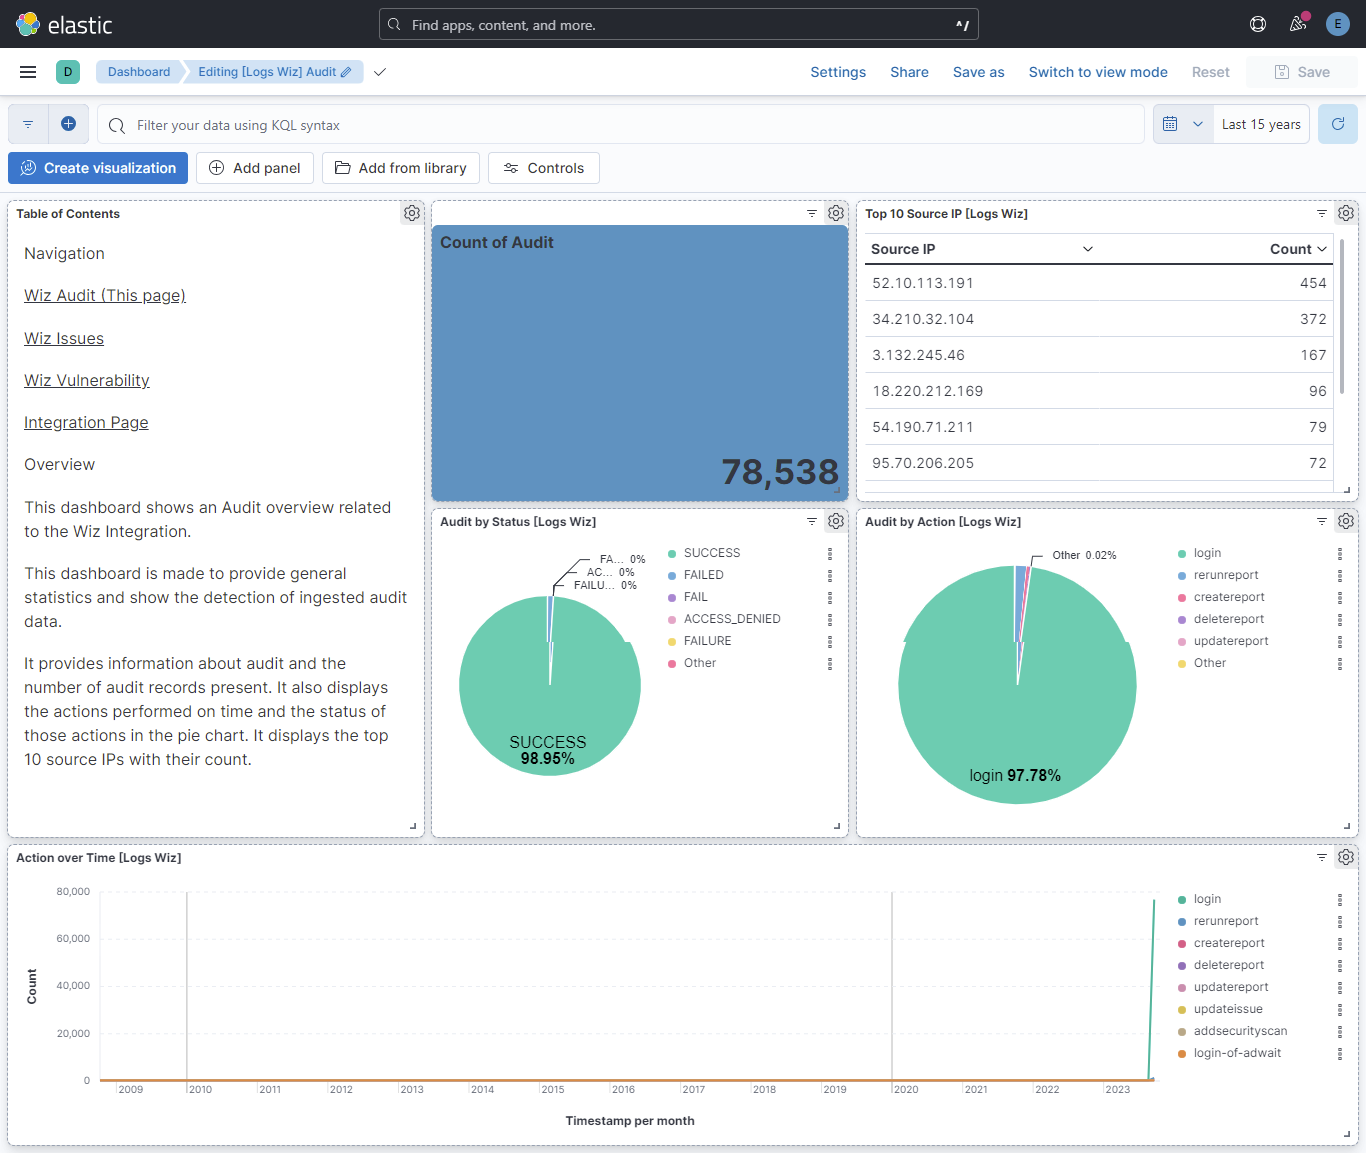 elastic
Find apps, content, and more.
^/
E
D
Dashboard
Editing [Logs Wiz] Audit
Settings
Share
Save as
Switch to view mode
Reset
Save
Filter your data using KQL syntax
Last 15 years
Create visualization
Add panel
Add from library
Controls
Table of Contents
Navigation
Wiz Audit (This page)
Wiz Issues
Wiz Vulnerability
Integration Page
Overview
This dashboard shows an Audit overview related
to the Wiz Integration.
This dashboard is made to provide general
statistics and show the detection of ingested audit
data.
It provides information about audit and the
number of audit records present. It also displays
the actions performed on time and the status of
those actions in the pie chart. It displays the top
10 source IPs with their count.
Count of Audit
78,538
Top 10 Source IP [Logs Wiz]
Source IP Count
52.10.113.191 454
34.210.32.104 372
3.132.245.46 167
18.220.212.169 96
54.190.71.211 79
95.70.206.205 72
Audit by Status [Logs Wiz]
FA... 0%
AC... 0%
FAILU... 0%
SUCCESS
98.95%
SUCCESS
FAILED
FAIL
ACCESS_DENIED
FAILURE
Other
Audit by Action [Logs Wiz]
Other 0.02%
login 97.78%
login
rerunreport
createreport
deletereport
updatereport
Other
Action over Time [Logs Wiz]
Count
80,000
60,000
40,000
20,000
0
2009 2010 2011 2012 2013 2014 2015 2016 2017 2018 2019 2020 2021 2022 2023
Timestamp per month
login
rerunreport
createreport
deletereport
updatereport
updateissue
addsecurityscan
login-of-adwait